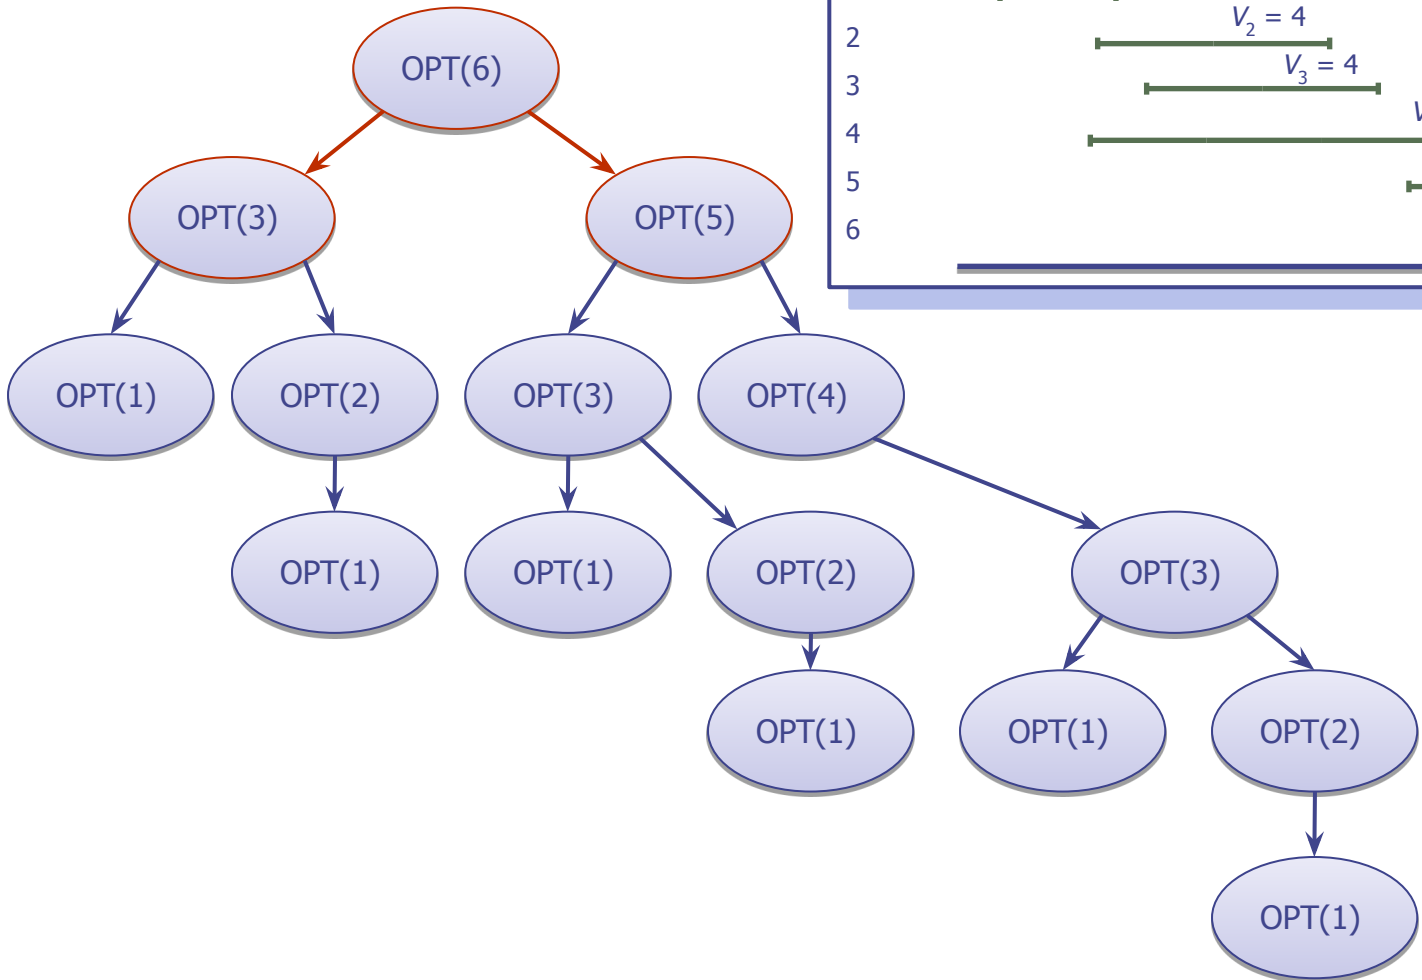 OPT(6)
V2 = 4
2
V3 = 4
3
V
4
5
6
OPT(3)
OPT(5)
OPT(1)
OPT(2)
OPT(3)
OPT(4)
OPT(1)
OPT(1)
OPT(2)
OPT(3)
OPT(1)
OPT(1)
OPT(2)
OPT(1)